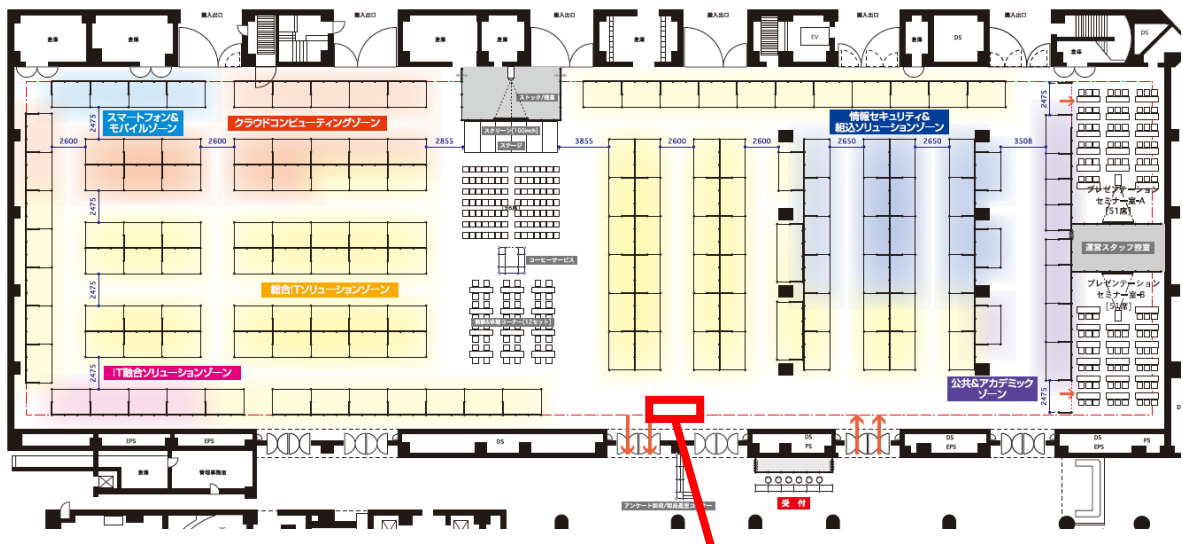 搬入出口
搬入出口
搬入出口
搬入出口
搬入出口
搬入出口
倉庫
倉庫
倉庫
DS
倉庫
EV
倉庫
DS
倉庫
DS
ストック/控室
スクリーン[100inch]
ステージ
スマートフォン&
モバイルゾーン
クラウドコンピューティングゾーン
情報セキュリティ&
組込ソリューションゾーン
2475
2475
2600
2600
2855
3855
2600
2600
2650
2650
3508
プレゼンテーション
セミナー室-A
[51席]
2475
コーヒーサービス
運営スタッフ控室
総合ITソリューションゾーン
2475
プレゼンテーション
セミナー室-B
[51席]
IT融合ソリューションゾーン
2475
公共&アカデミック
ゾーン
2475
EPS
EPS
DS
DS
PS
DS
EPS
DS
EPS
PS
倉庫
管理事務室
受 付